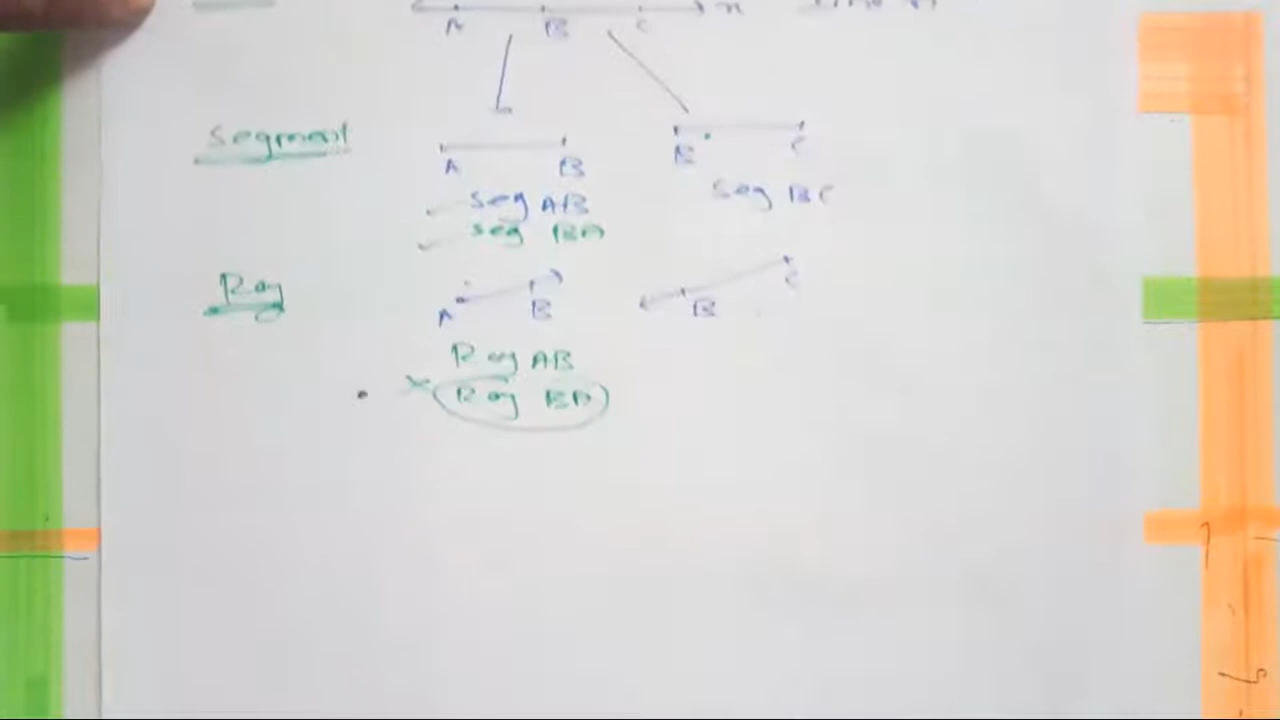 A B C n
Segment
A B B C
seg AB seg BC
seg BA
Ray
A B B C
Ray AB
× Ray BA